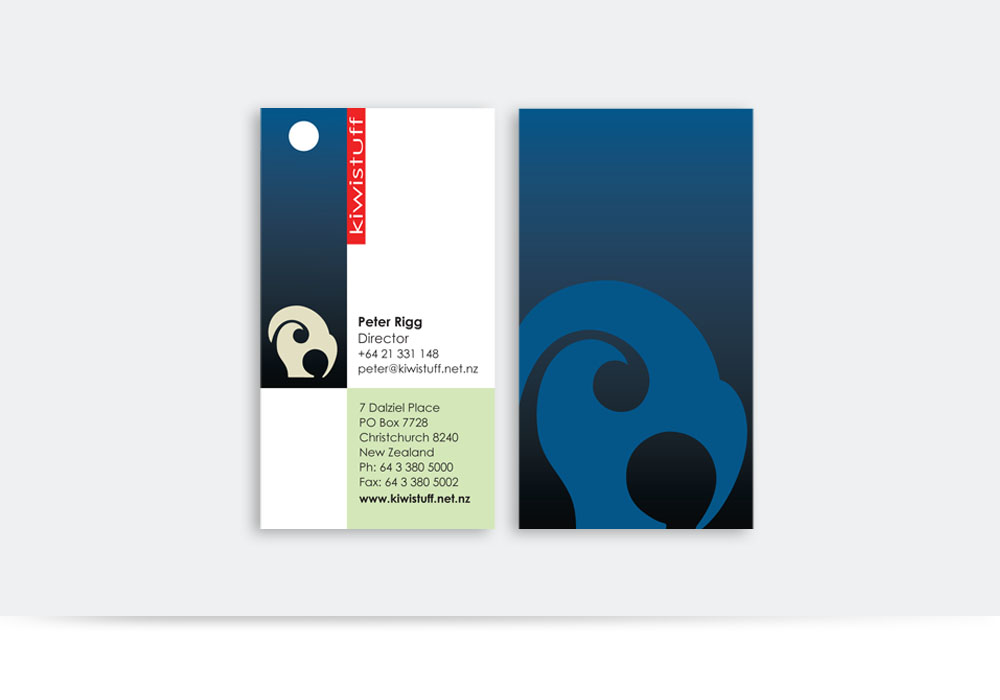 kiwistuff
Peter Rigg
Director
+64 21 331 148
peter@kiwistuff.net.nz
7 Dalziel Place
PO Box 7728
Christchurch 8240
New Zealand
Ph: 64 3 380 5000
Fax: 64 3 380 5002
www.kiwistuff.net.nz